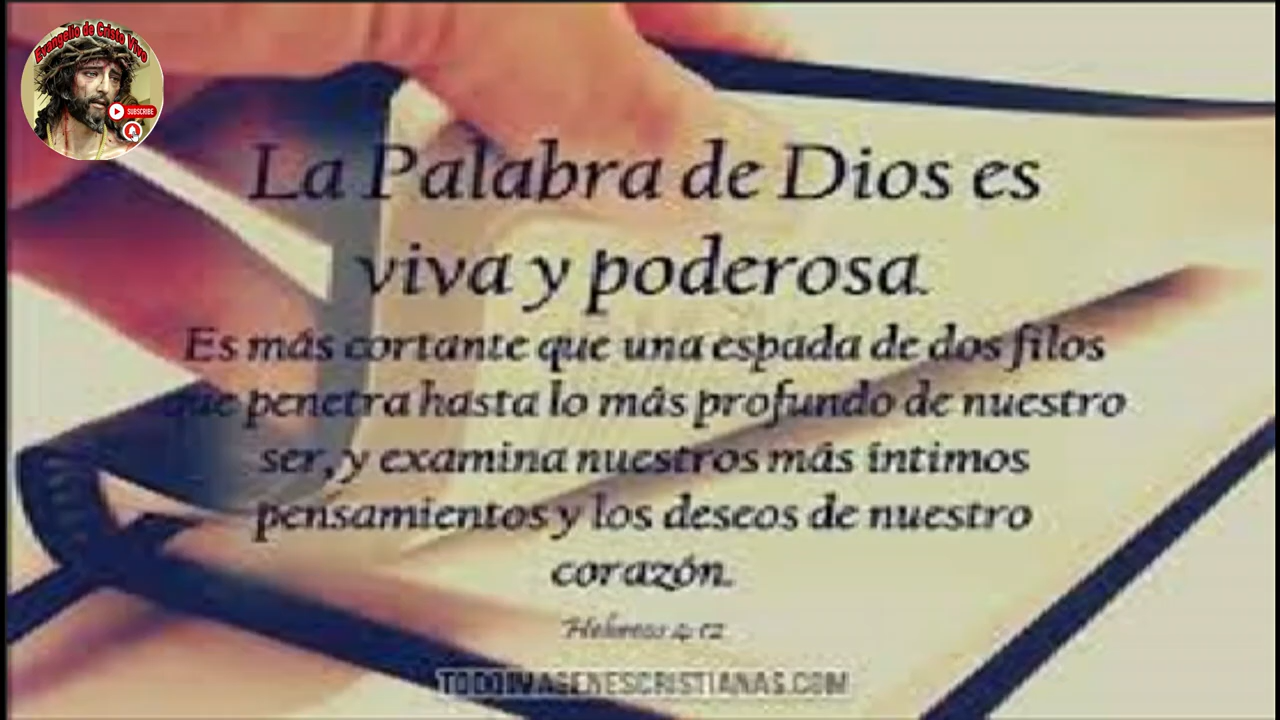 Evangelio de Cristo Vivo
SUBSCRIBE
La Palabra de Dios es
viva y poderosa.
Es más cortante que una espada de dos filos
que penetra hasta lo más profundo de nuestro
ser, y examina nuestros más íntimos
pensamientos y los deseos de nuestro
corazón.
Hebreos 4:12
TODOIMAGENESCRISTIANAS.COM